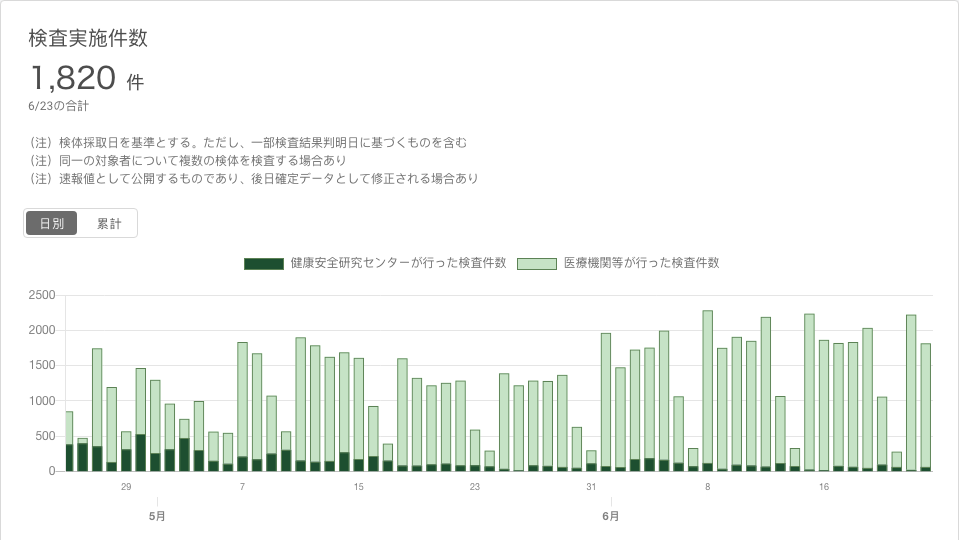 検査実施件数
1,820 件
6/23の合計
（注）検体採取日を基準とする。ただし、一部検査結果判明日に基づくものを含む
（注）同一の対象者について複数の検体を検査する場合あり
（注）速報値として公開するものであり、後日確定データとして修正される場合あり
日別 累計
健康安全研究センターが行った検査件数 医療機関等が行った検査件数
2500
2000
1500
1000
500
0
29 7 15 23 31 8 16
5月 6月